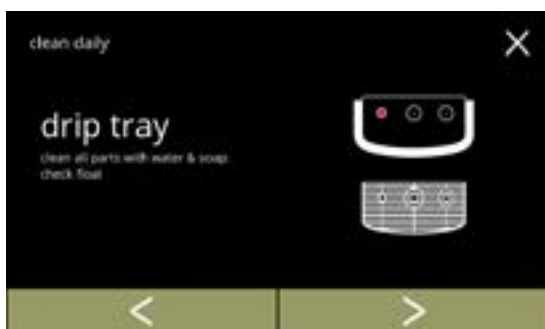 clean daily
drip tray
clean all parts with water & soap
check float